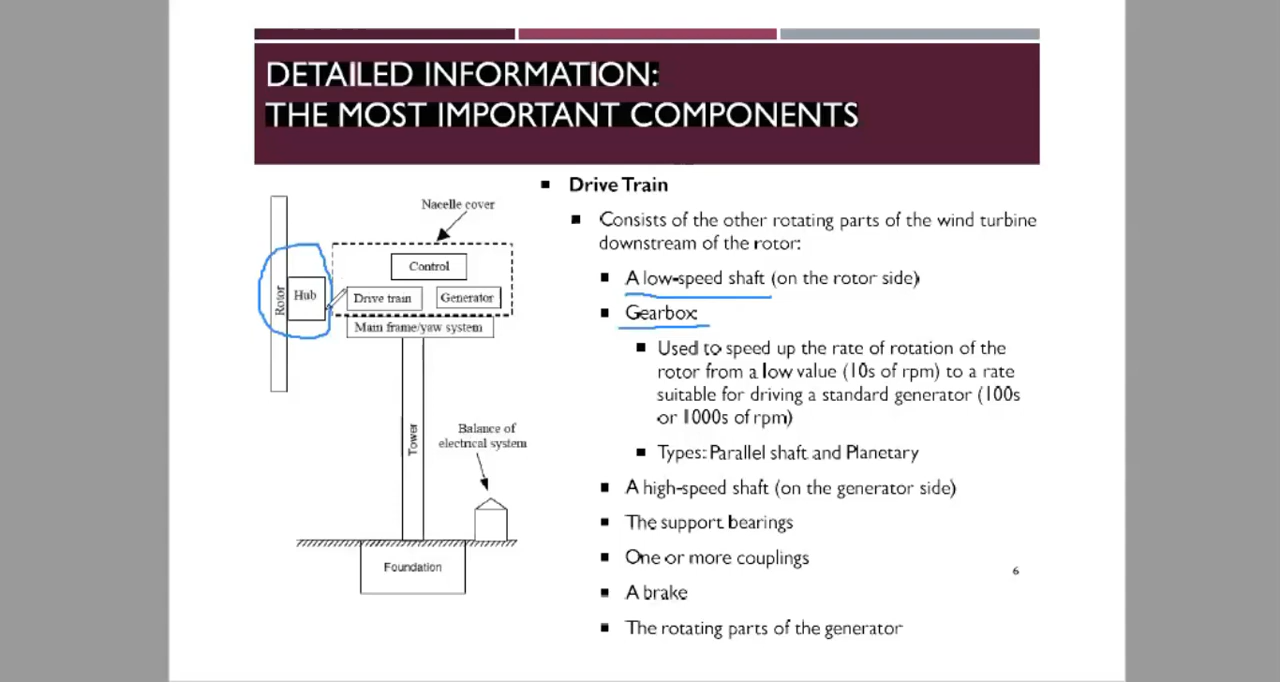 DETAILED INFORMATION:
THE MOST IMPORTANT COMPONENTS
Nacelle cover
Control
Rotor
Hub
Drive train
Generator
Main frame/yaw system
Tower
Balance of
electrical system
Foundation
▪ Drive Train
▪ Consists of the other rotating parts of the wind turbine
downstream of the rotor:
▪ A low-speed shaft (on the rotor side)
▪ Gearbox:
▪ Used to speed up the rate of rotation of the
rotor from a low value (10s of rpm) to a rate
suitable for driving a standard generator (100s
or 1000s of rpm)
▪ Types: Parallel shaft and Planetary
▪ A high-speed shaft (on the generator side)
▪ The support bearings
▪ One or more couplings
▪ A brake
▪ The rotating parts of the generator
6